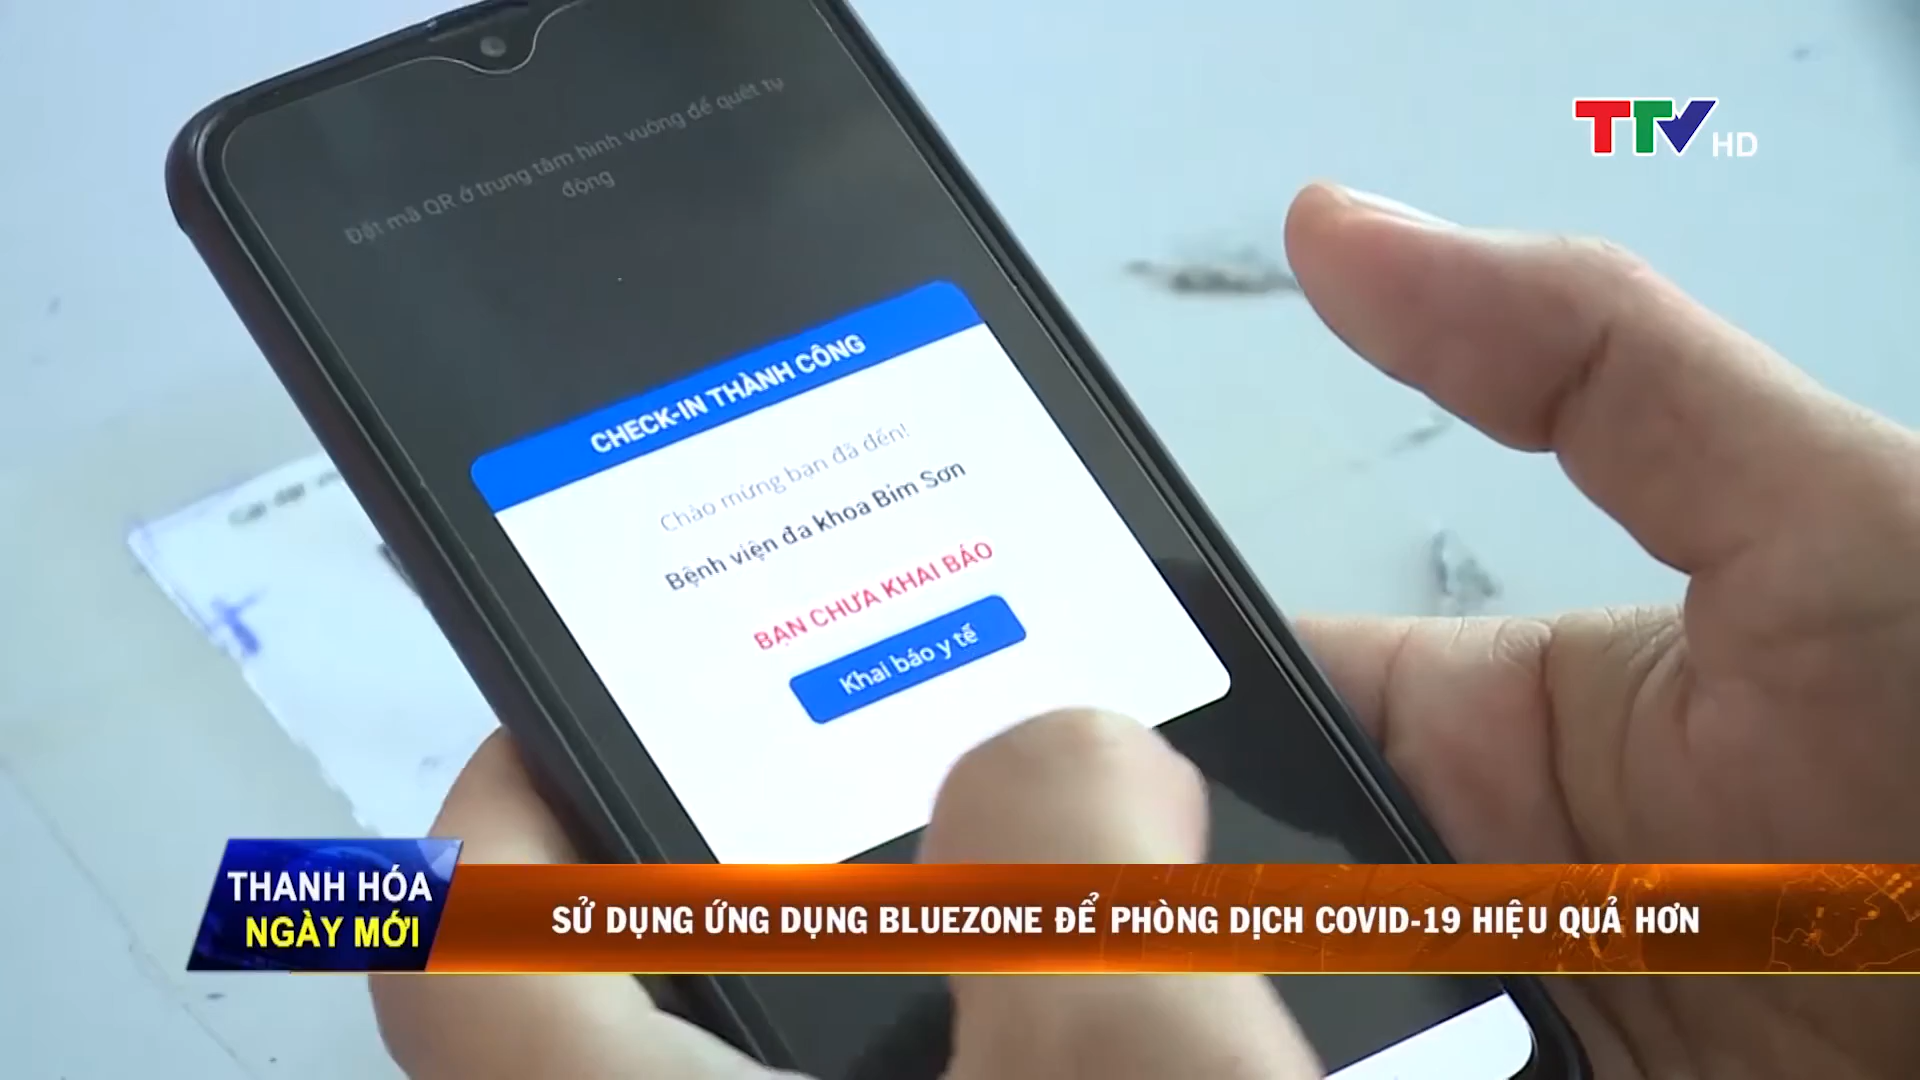 TTV HD
Đặt mã QR ở trung tâm hình vuông để quét tự
động
CHECK-IN THÀNH CÔNG
Chào mừng bạn đã đến!
Bệnh viện đa khoa Bỉm Sơn
BẠN CHƯA KHAI BÁO
Khai báo y tế
THANH HÓA
NGÀY MỚI
SỬ DỤNG ỨNG DỤNG BLUEZONE ĐỂ PHÒNG DỊCH COVID-19 HIỆU QUẢ HƠN